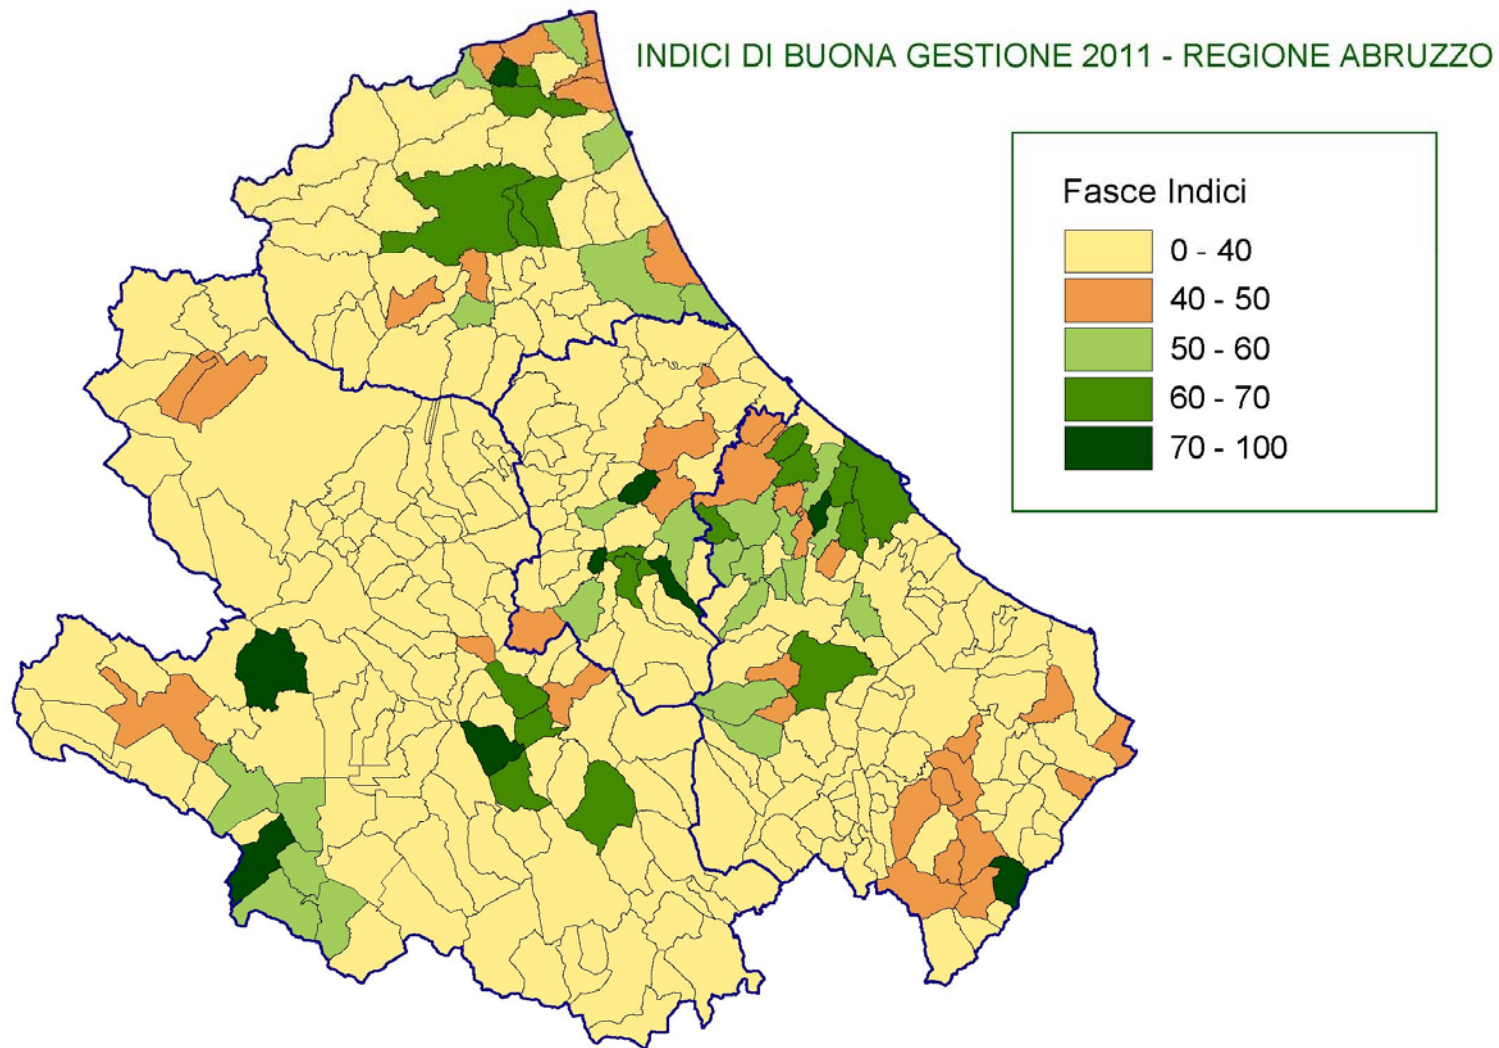 INDICI DI BUONA GESTIONE 2011 - REGIONE ABRUZZO
Fasce Indici
0 - 40
40 - 50
50 - 60
60 - 70
70 - 100